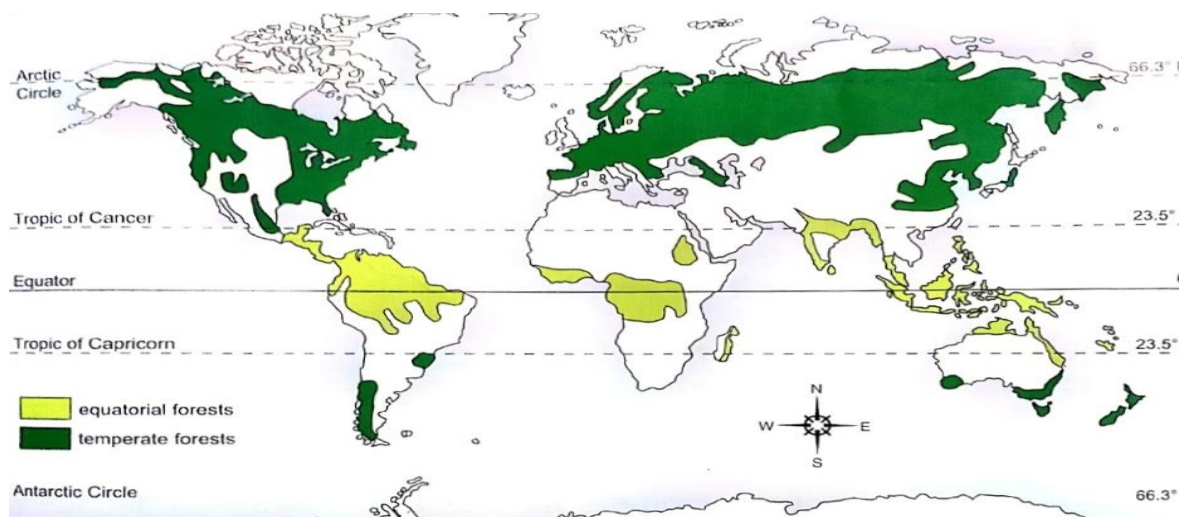 Arctic
Circle
66.3°
Tropic of Cancer
23.5°
Equator
Tropic of Capricorn
23.5°
equatorial forests
temperate forests
N
W
E
S
Antarctic Circle
66.3°